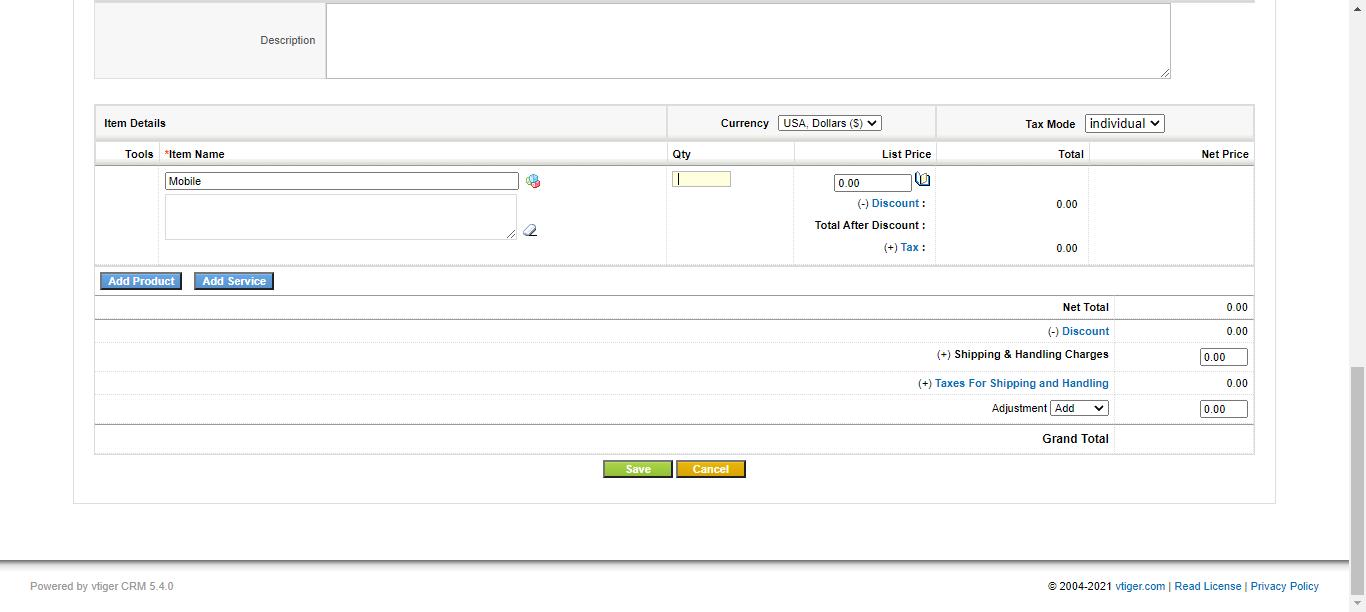 Description
Item Details Currency USA, Dollars ($) Tax Mode individual
Tools *Item Name Qty List Price Total Net Price
Mobile 0.00
(-) Discount : 0.00
Total After Discount :
(+) Tax : 0.00
Add Product Add Service
Net Total 0.00
(-) Discount 0.00
(+) Shipping & Handling Charges 0.00
(+) Taxes For Shipping and Handling 0.00
Adjustment Add 0.00
Grand Total
Save Cancel
Powered by vtiger CRM 5.4.0 © 2004-2021 vtiger.com | Read License | Privacy Policy